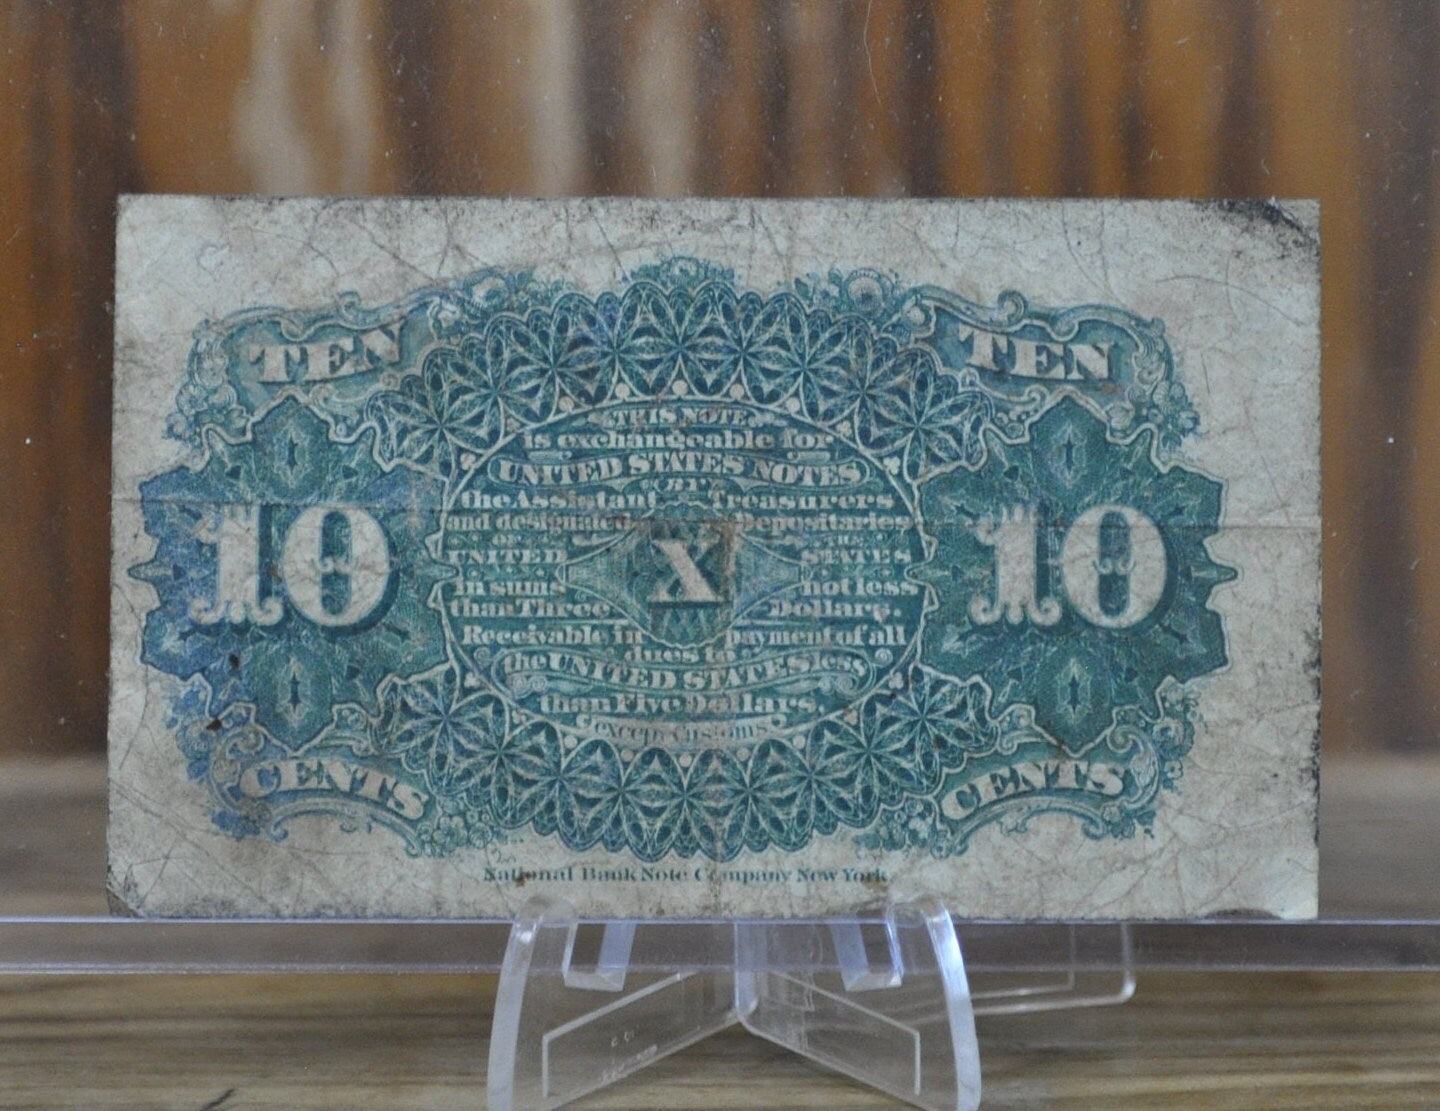 TEN TEN
THIS NOTE
is exchangeable for
UNITED STATES NOTES
BY
the Assistant Treasurers
and designated Depositaries
OF THE
UNITED STATES
in sums not less
than Three Dollars.
Receivable in payment of all
dues to
the UNITED STATES less
than Five Dollars.
Except Customs
10 X 10
CENTS CENTS
National Bank Note Company New York.